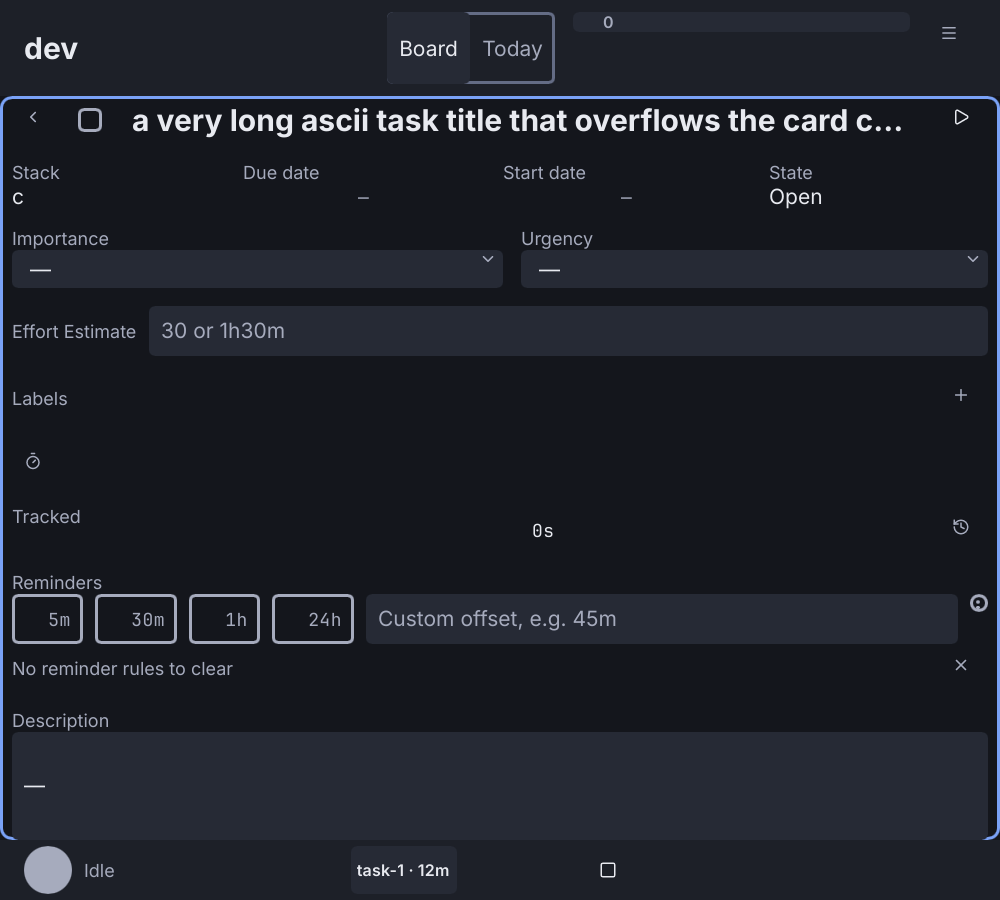 dev
Board Today 0
a very long ascii task title that overflows the card c…
Stack Due date Start date State
c – – Open
Importance Urgency
— —
Effort Estimate 30 or 1h30m
Labels
Tracked
0s
Reminders
5m 30m 1h 24h Custom offset, e.g. 45m
No reminder rules to clear
Description
—
Idle task-1 · 12m